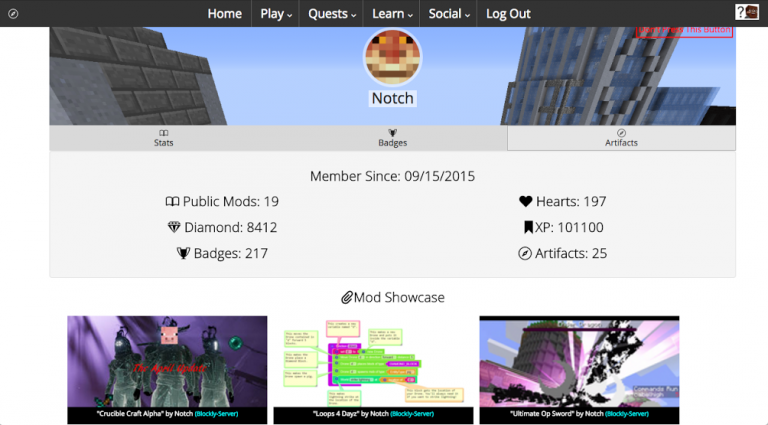 Home Play Quests Learn Social Log Out
This Button
Notch
Stats Badges Artifacts
Member Since: 09/15/2015
Public Mods: 19 Hearts: 197
Diamond: 8412 XP: 101100
Badges: 217 Artifacts: 25
Mod Showcase
"Crucible Craft Alpha" by Notch (Blockly-Server) "Loops 4 Dayz" by Notch (Blockly-Server) "Ultimate Op Sword" by Notch (Blockly-Server)